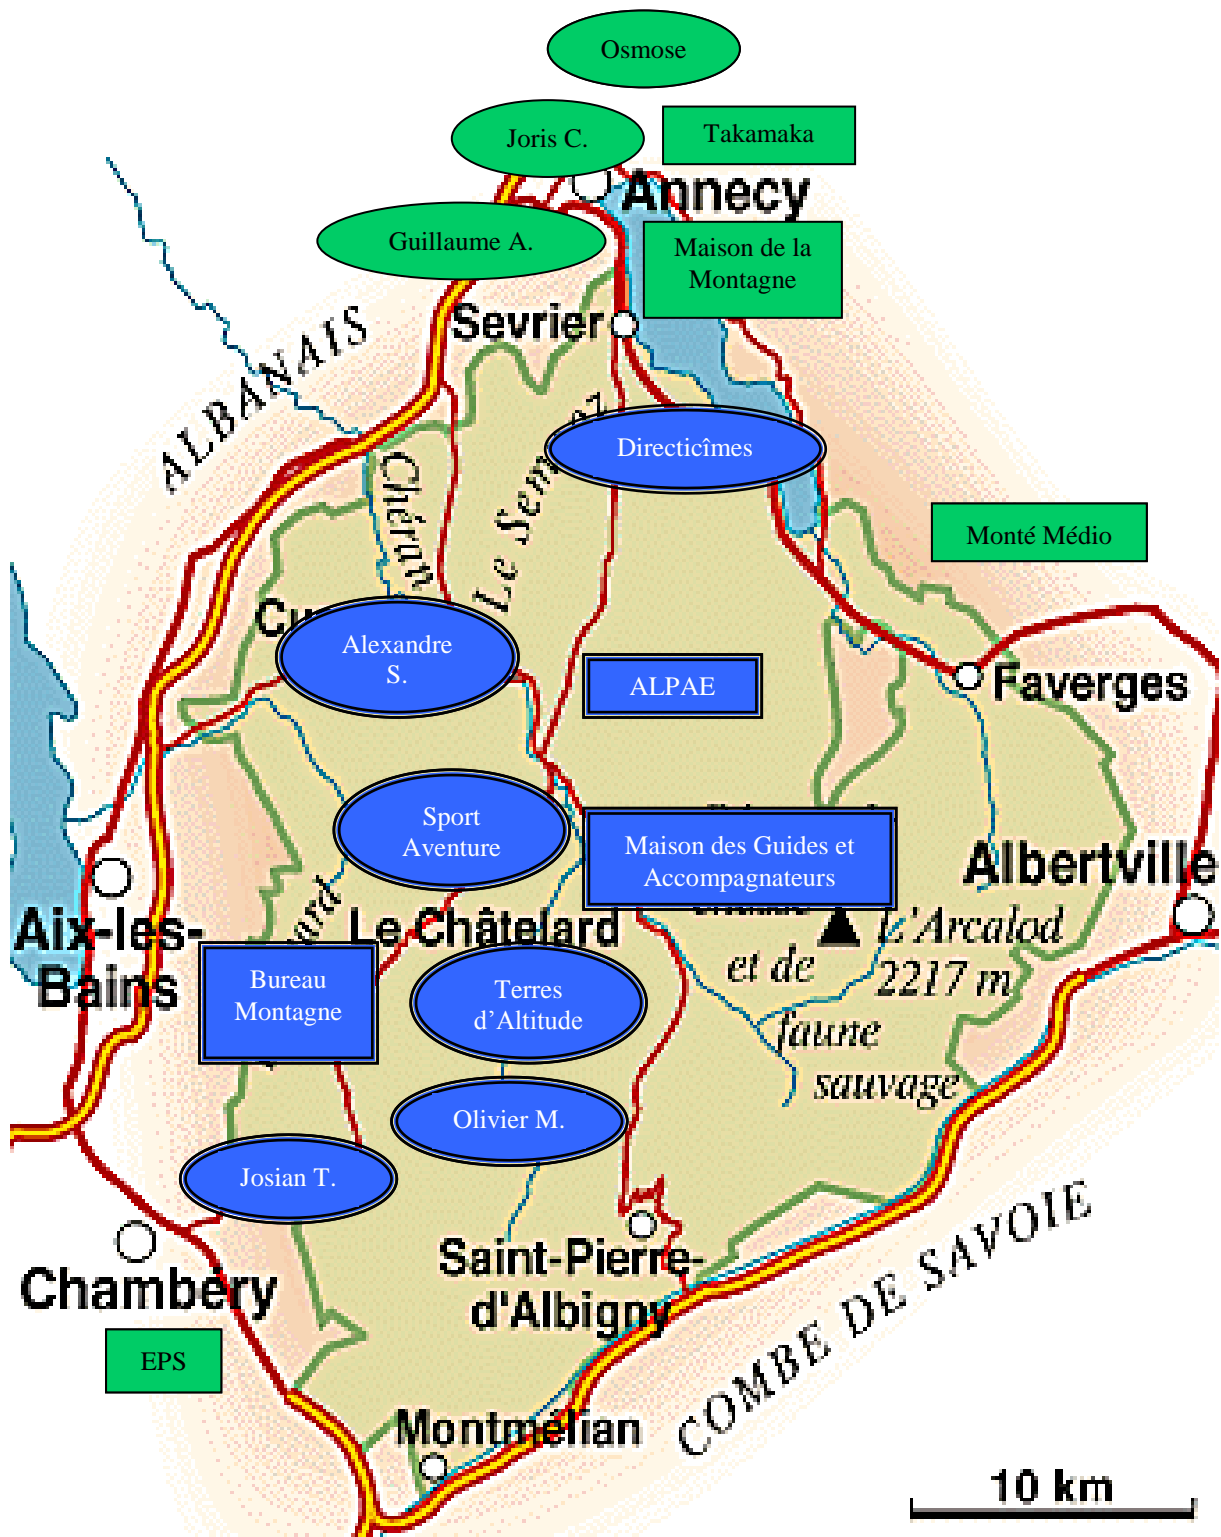 Osmose
Joris C.
Takamaka
Annecy
Guillaume A.
Maison de la
Montagne
Sevrier
ALBANAIS
Directicîmes
Chéran
Le Sem
Monté Médio
Alexandre
S.
ALPAE
Faverges
Sport
Aventure
Maison des Guides et
Accompagnateurs
Albertville
Aix-les-
Bains
Le Châtelard
L'Arcalod
2217 m
et de
faune
sauvage
Bureau
Montagne
Terres
d’Altitude
Olivier M.
Josian T.
Chambéry
Saint-Pierre-
d'Albigny
COMBE DE SAVOIE
EPS
Montmélian
10 km